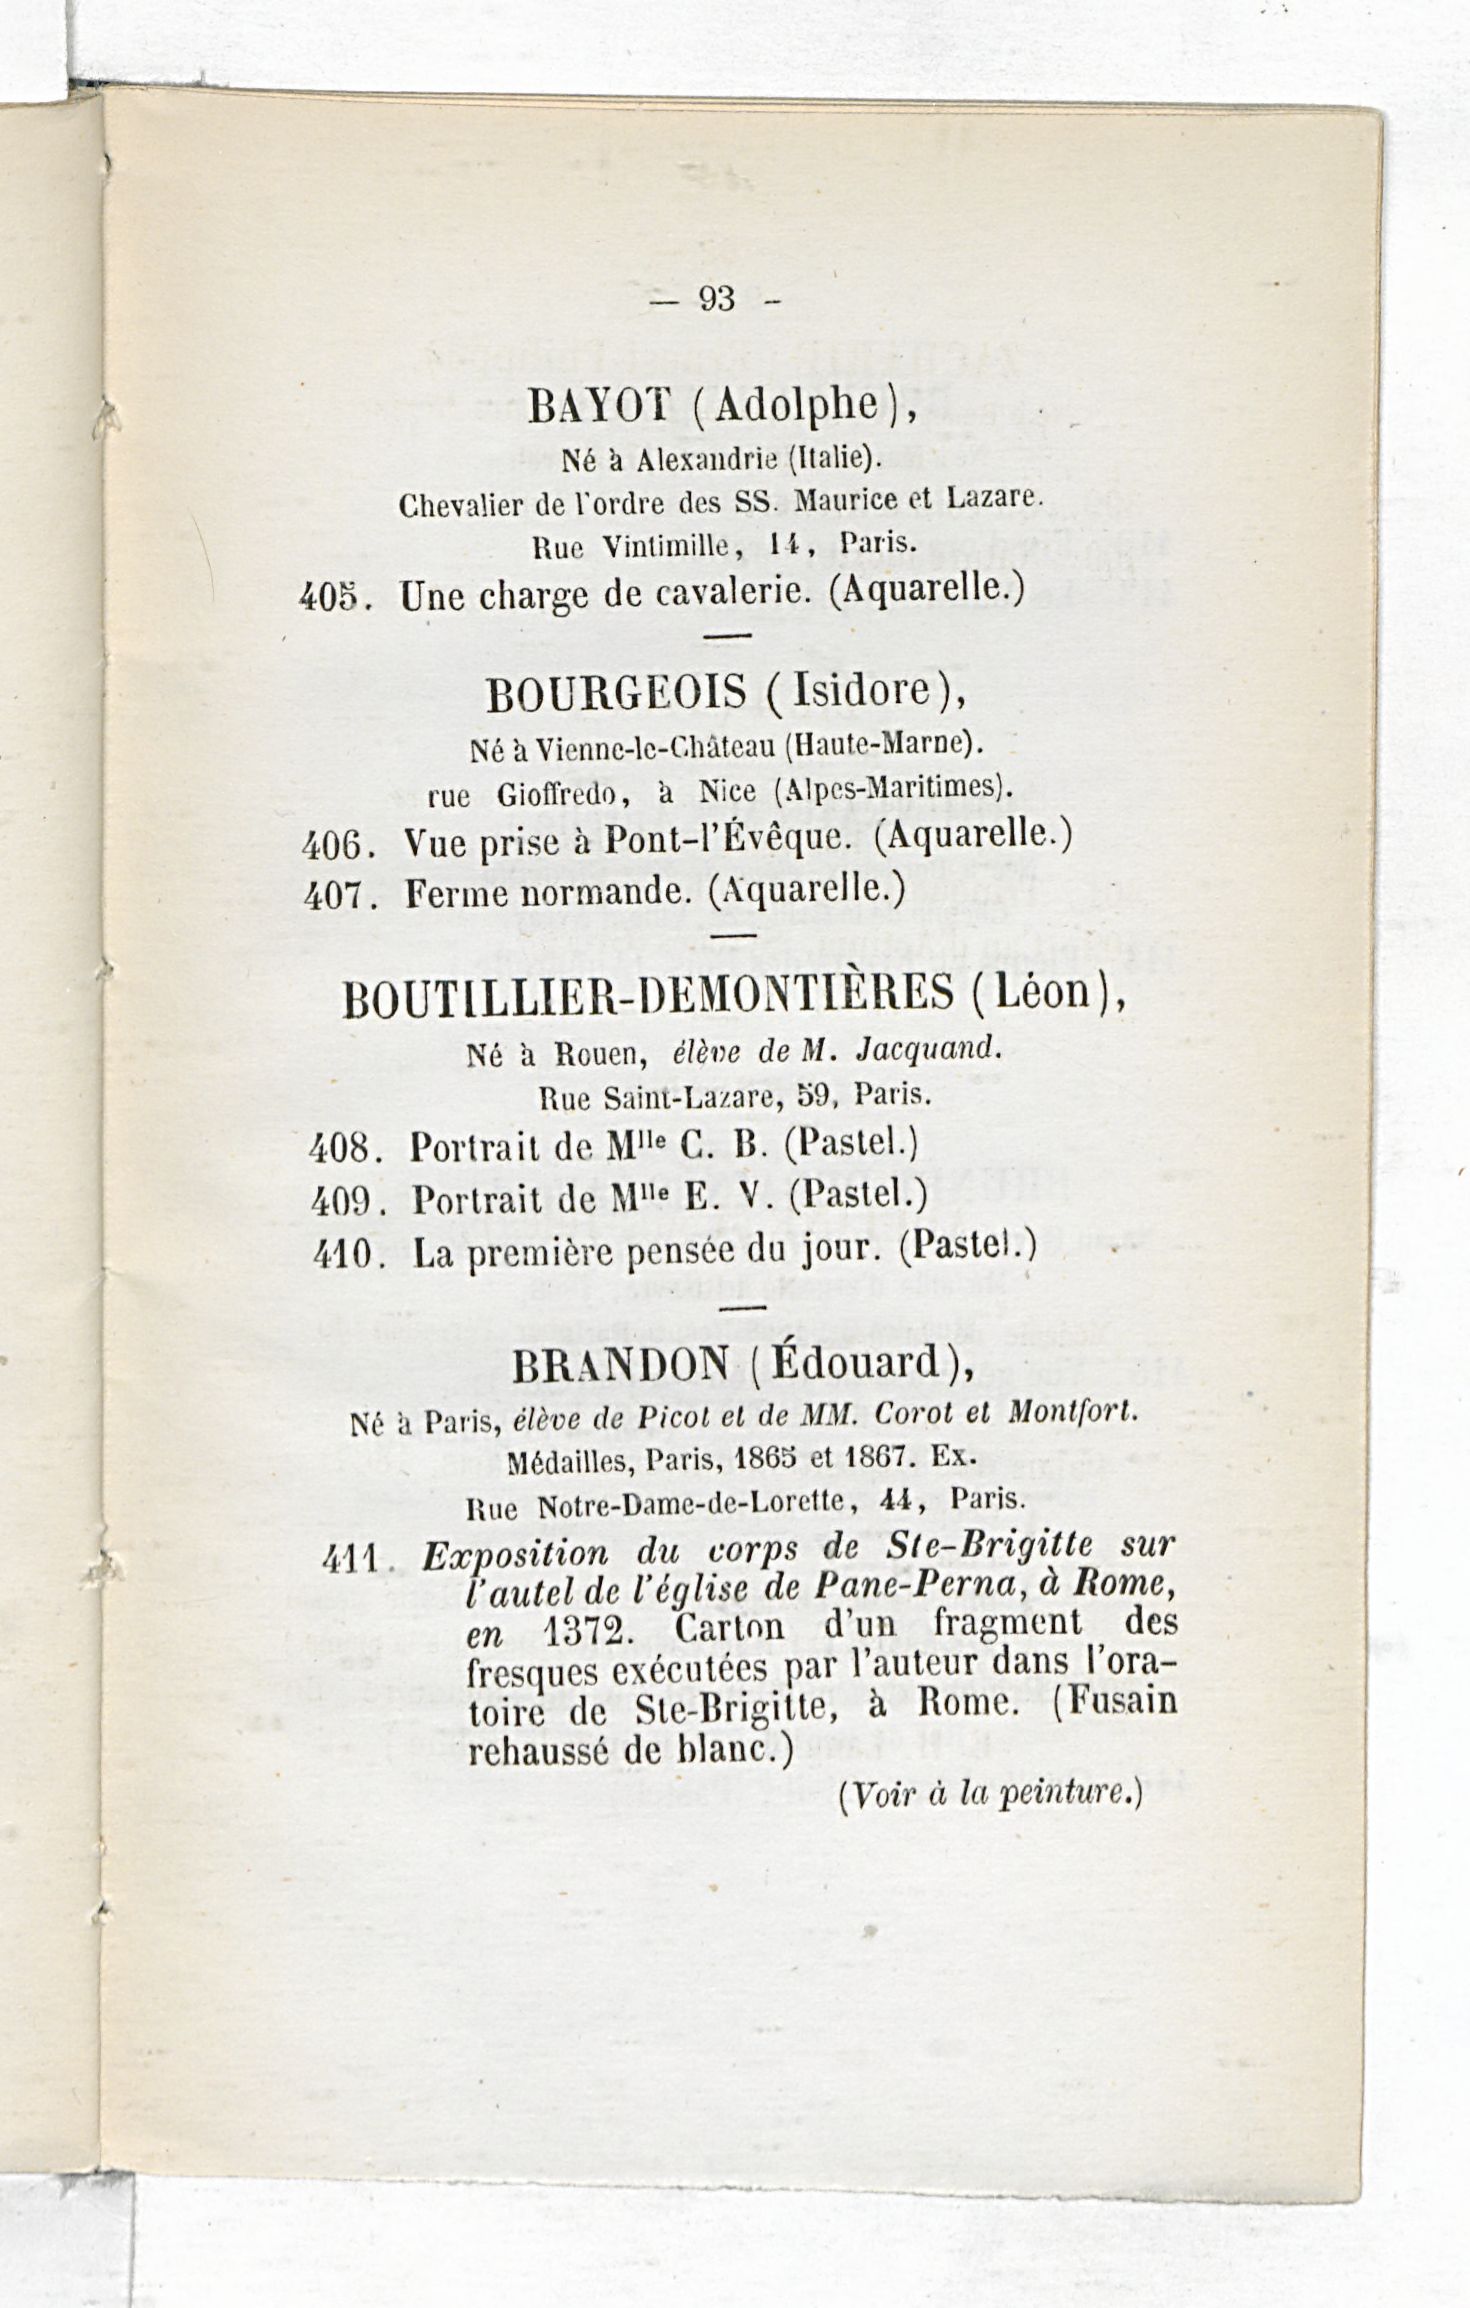 — 93 -
BAYOT (Adolphe),
Né à Alexandrie (Italie).
Chevalier de l'ordre des SS. Maurice et Lazare.
Rue Vintimille, 14, Paris.
405. Une charge de cavalerie. (Aquarelle.)
BOURGEOIS (Isidore),
Né à Vienne-le-Château (Haute-Marne).
rue Gioffredo, à Nice (Alpes-Maritimes).
406. Vue prise à Pont-l'Évêque. (Aquarelle.)
407. Ferme normande. (Aquarelle.)
BOUTILLIER-DEMONTIÈRES (Léon),
Né à Rouen, élève de M. Jacquand.
Rue Saint-Lazare, 59, Paris.
408. Portrait de Mlle C. B. (Pastel.)
409. Portrait de Mlle E. V. (Pastel.)
410. La première pensée du jour. (Pastel.)
BRANDON (Édouard),
Né à Paris, élève de Picot et de MM. Corot et Montfort.
Médailles, Paris, 1865 et 1867. Ex.
Rue Notre-Dame-de-Lorette, 44, Paris.
411. Exposition du corps de Ste-Brigitte sur
l'autel de l'église de Pane-Perna, à Rome,
en 1372. Carton d'un fragment des
fresques exécutées par l'auteur dans l'ora-
toire de Ste-Brigitte, à Rome. (Fusain
rehaussé de blanc.)
(Voir à la peinture.)